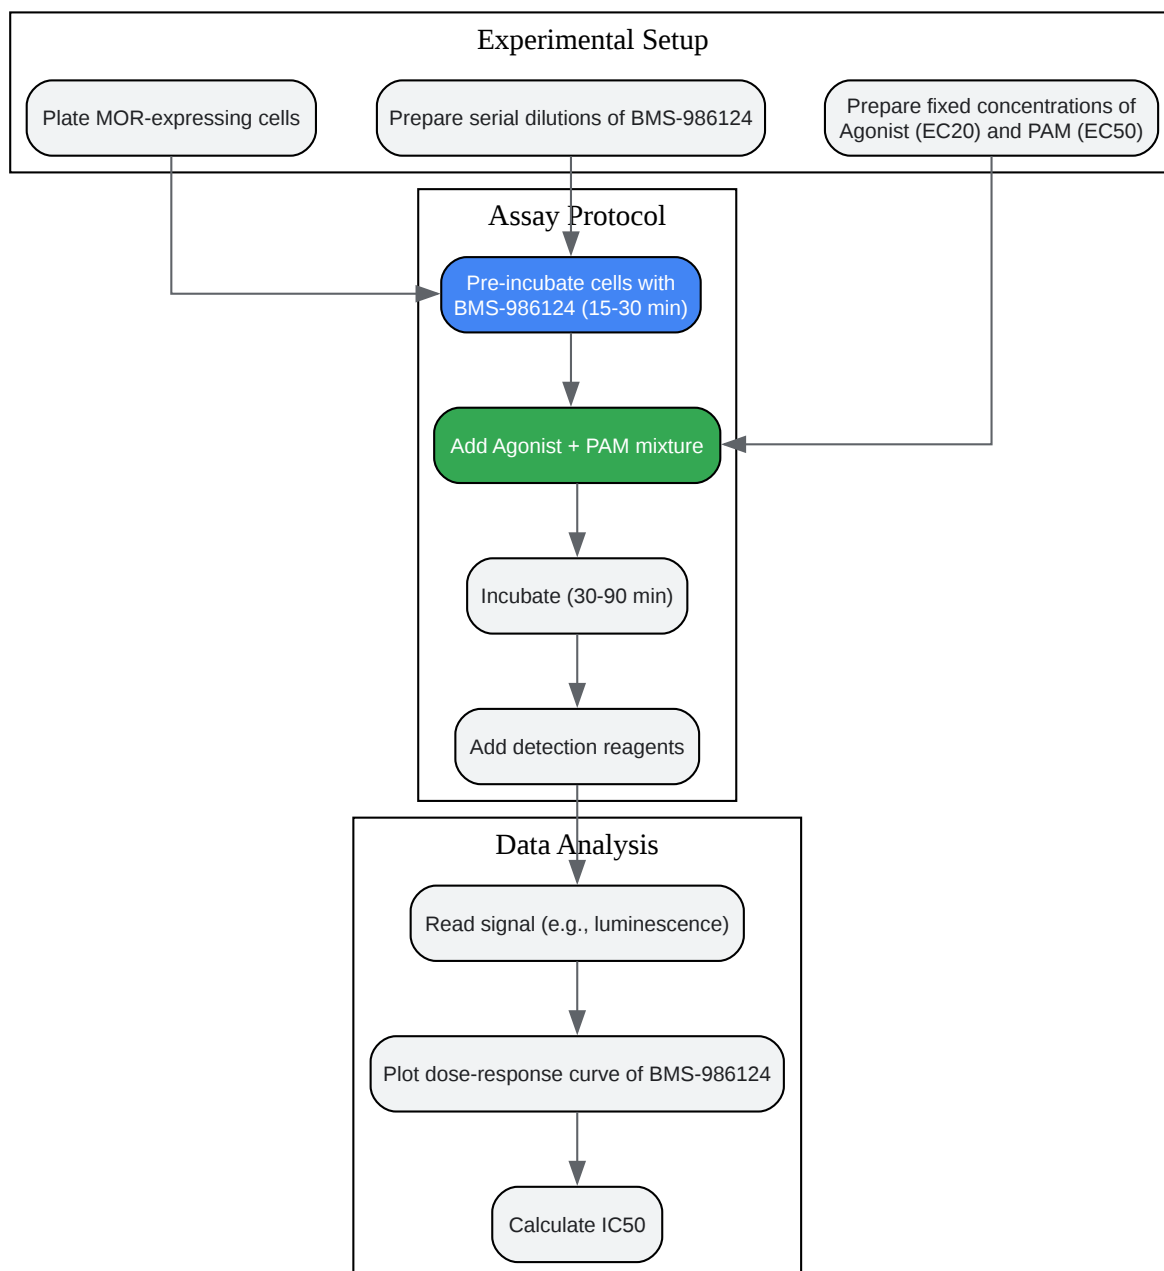 Experimental Setup
Plate MOR-expressing cells
Prepare serial dilutions of BMS-986124
Prepare fixed concentrations of
Agonist (EC20) and PAM (EC50)
Assay Protocol
Pre-incubate cells with
BMS-986124 (15-30 min)
Add Agonist + PAM mixture
Incubate (30-90 min)
Add detection reagents
Data Analysis
Read signal (e.g., luminescence)
Plot dose-response curve of BMS-986124
Calculate IC50